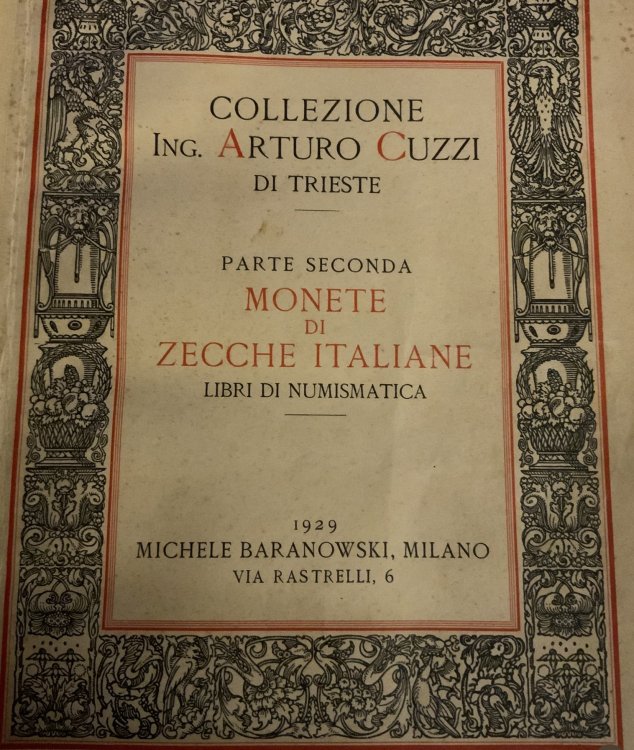 COLLEZIONE
ING. ARTURO CUZZI
DI TRIESTE
PARTE SECONDA
MONETE
DI
ZECCHE ITALIANE
LIBRI DI NUMISMATICA
1929
MICHELE BARANOWSKI, MILANO
VIA RASTRELLI, 6